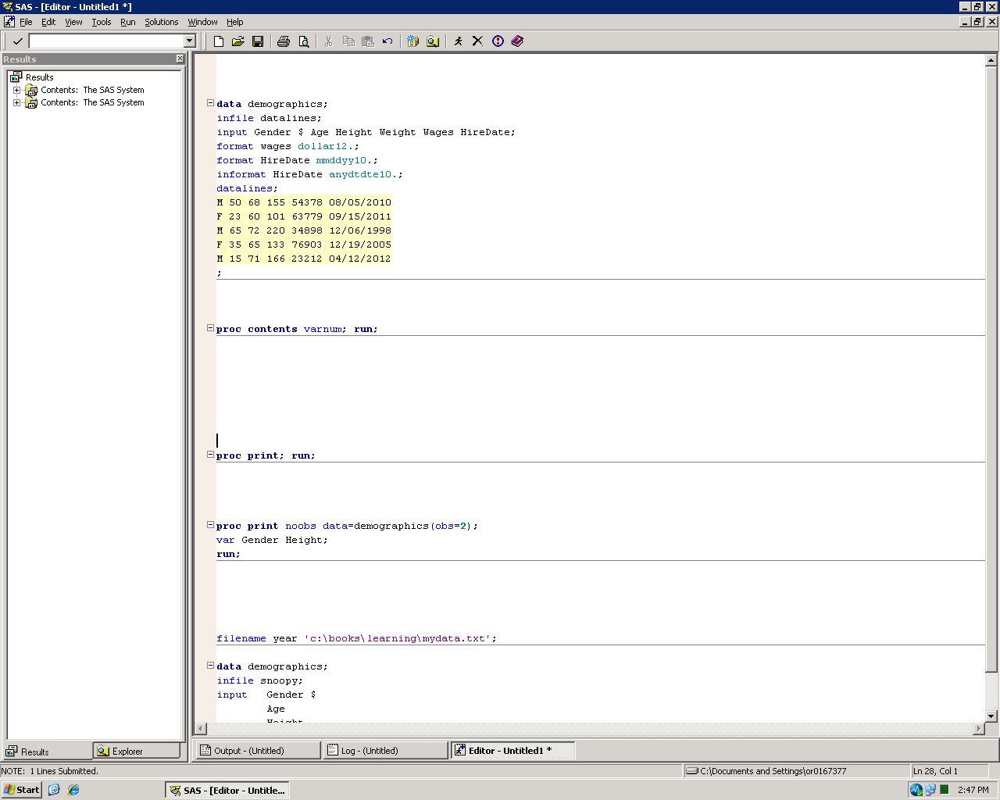 SAS - [Editor - Untitled1 *]
File Edit View Tools Run Solutions Window Help
Results
Results
Contents: The SAS System
Contents: The SAS System
data demographics;
infile datalines;
input Gender $ Age Height Weight Wages HireDate;
format wages dollar12.;
format HireDate mmddyy10.;
informat HireDate anydtdte10.;
datalines;
M 50 68 155 54378 08/05/2010
F 23 60 101 63779 09/15/2011
M 65 72 220 34898 12/06/1998
F 35 65 133 76903 12/19/2005
M 15 71 166 23212 04/12/2012
;
proc contents varnum; run;
proc print; run;
proc print noobs data=demographics(obs=2);
var Gender Height;
run;
filename year 'c:\books\learning\mydata.txt';
data demographics;
infile snoopy;
input Gender $
Age
Height
Results Explorer
Output - (Untitled) Log - (Untitled) Editor - Untitled1 *
NOTE: 1 Lines Submitted. C:\Documents and Settings\or0167377 Ln 28, Col 1
Start SAS - [Editor - Untitle... 2:47 PM